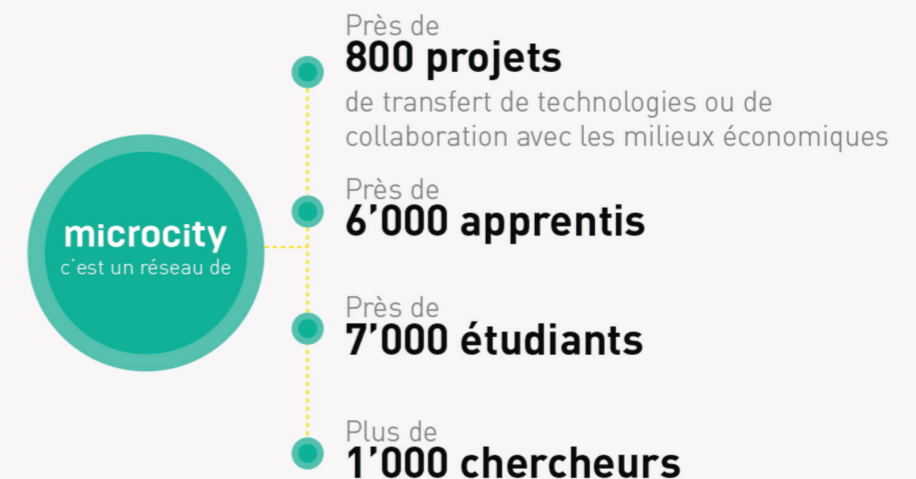 microcity
c'est un réseau de
Près de
800 projets
de transfert de technologies ou de
collaboration avec les milieux économiques
Près de
6’000 apprentis
Près de
7’000 étudiants
Plus de
1’000 chercheurs